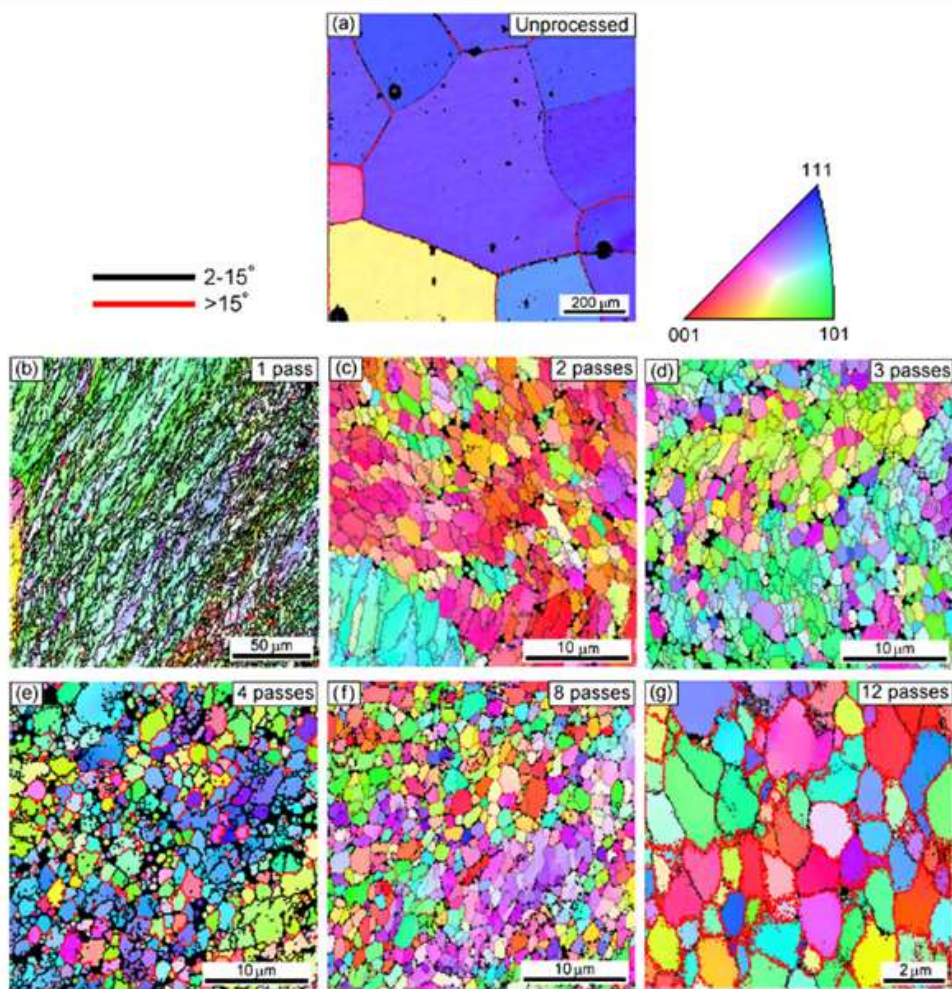 (a) Unprocessed
200 μm
2-15°
>15°
111
001 101
(b) 1 pass
50 μm
(c) 2 passes
10 μm
(d) 3 passes
10 μm
(e) 4 passes
10 μm
(f) 8 passes
10 μm
(g) 12 passes
2 μm